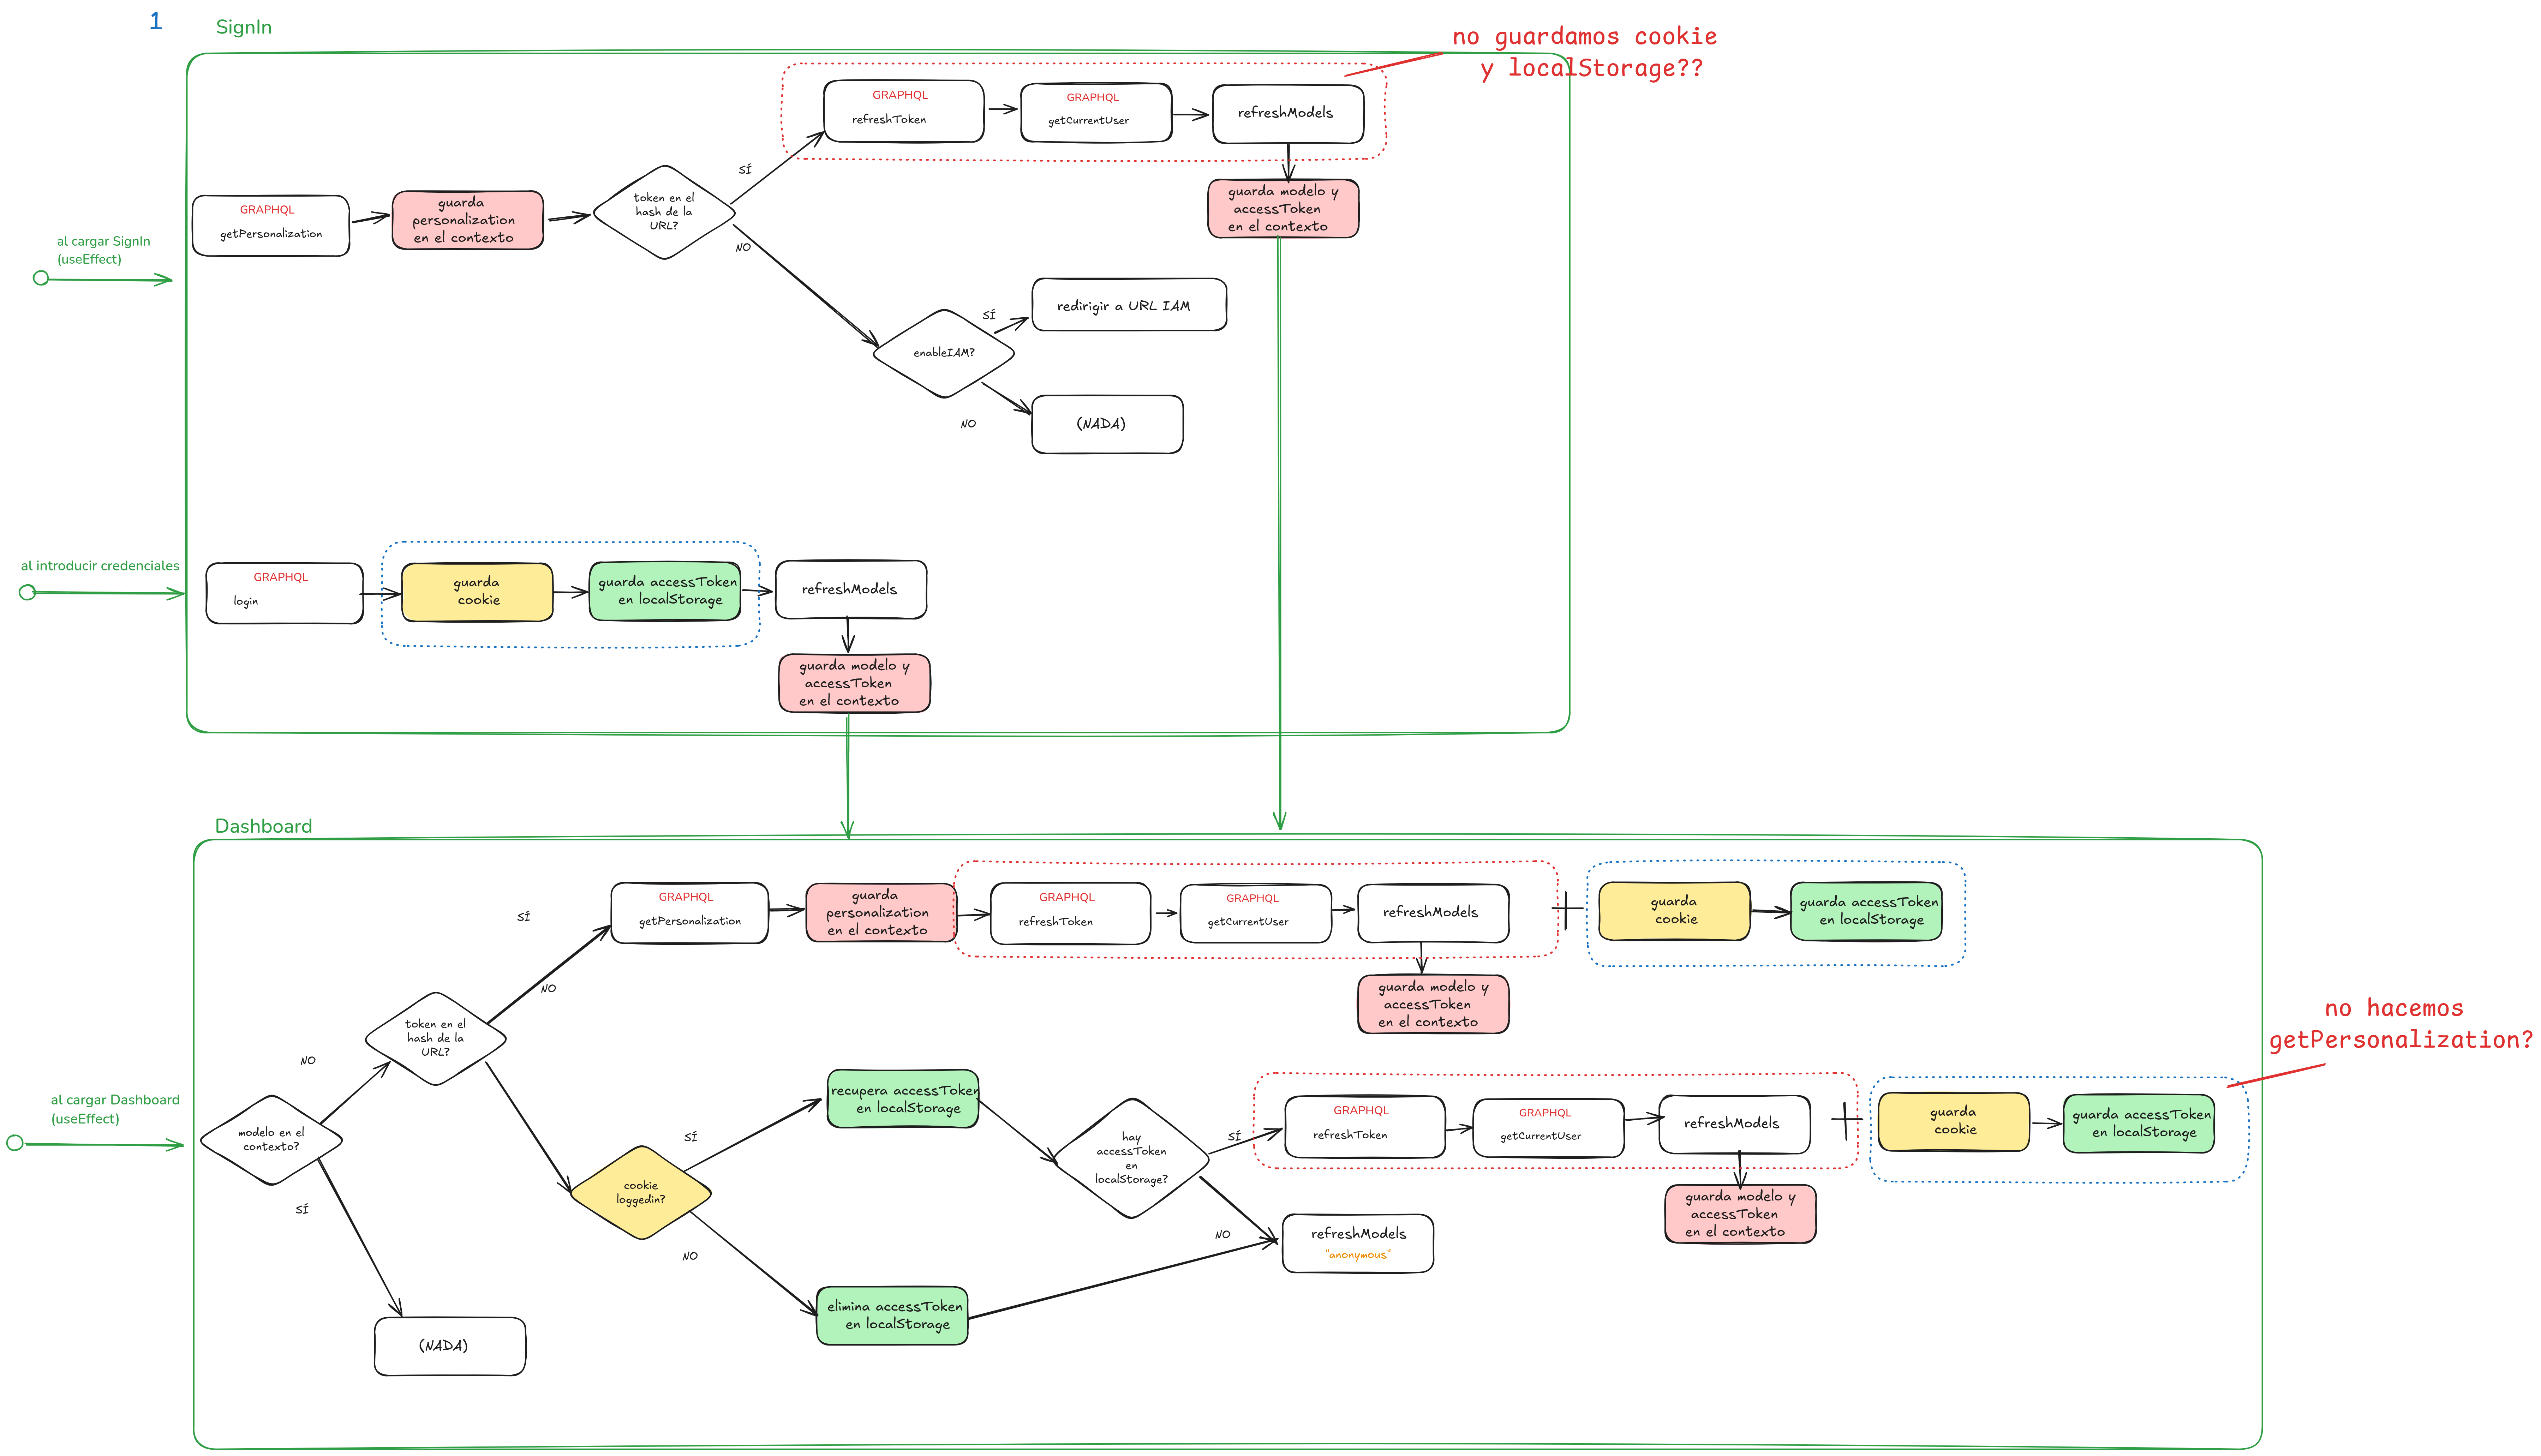 1
SignIn
no guardamos cookie
y localStorage??
al cargar SignIn
(useEffect)
GRAPHQL
getPersonalization
guarda
personalization
en el contexto
token en el
hash de la
URL?
SÍ
GRAPHQL
refreshToken
GRAPHQL
getCurrentUser
refreshModels
guarda modelo y
accessToken
en el contexto
NO
enableIAM?
SÍ
redirigir a URL IAM
NO
(NADA)
al introducir credenciales
GRAPHQL
login
guarda
cookie
guarda accessToken
en localStorage
refreshModels
guarda modelo y
accessToken
en el contexto
Dashboard
al cargar Dashboard
(useEffect)
modelo en el
contexto?
NO
SÍ
(NADA)
token en el
hash de la
URL?
SÍ
NO
GRAPHQL
getPersonalization
guarda
personalization
en el contexto
GRAPHQL
refreshToken
GRAPHQL
getCurrentUser
refreshModels
guarda modelo y
accessToken
en el contexto
guarda
cookie
guarda accessToken
en localStorage
cookie
loggedin?
SÍ
recupera accessToken
en localStorage
NO
elimina accessToken
en localStorage
hay
accessToken
en
localStorage?
SÍ
GRAPHQL
refreshToken
GRAPHQL
getCurrentUser
refreshModels
guarda modelo y
accessToken
en el contexto
guarda
cookie
guarda accessToken
en localStorage
NO
refreshModels
"anonymous"
no hacemos
getPersonalization?